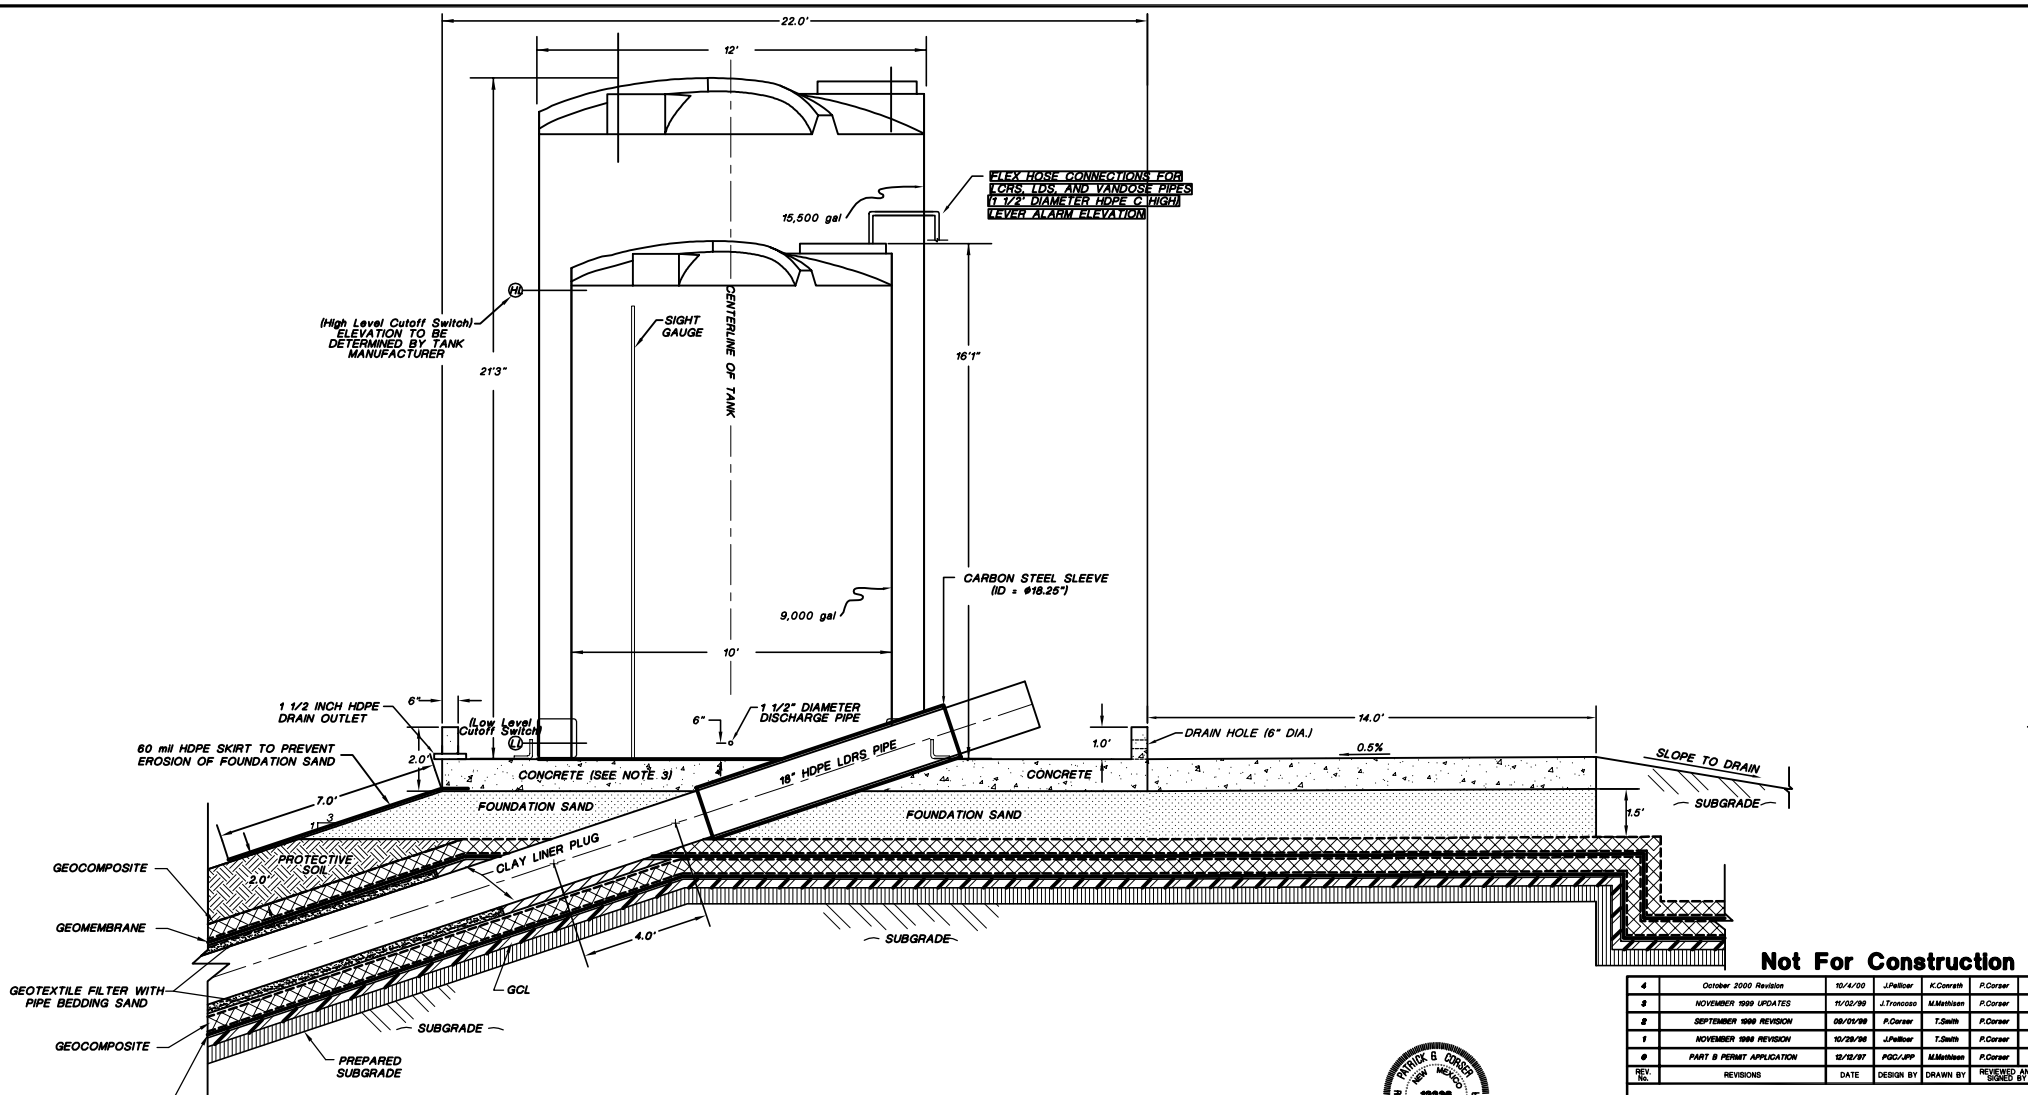 22.0'
12'
FLEX HOSE CONNECTIONS FOR
LCRS, LDS, AND VANDOSE PIPES
(1 1/2' DIAMETER HDPE C HIGH)
LEVER ALARM ELEVATION
15,500 gal
HL
(High Level Cutoff Switch)
ELEVATION TO BE
DETERMINED BY TANK
MANUFACTURER
CENTERLINE OF TANK
SIGHT
GAUGE
21'3"
16'1"
CARBON STEEL SLEEVE
(ID = φ18.25")
9,000 gal
10'
1 1/2 INCH HDPE
DRAIN OUTLET
6"
(Low Level
Cutoff Switch)
LL
6"
1 1/2" DIAMETER
DISCHARGE PIPE
14.0'
DRAIN HOLE (6" DIA.)
1.0'
0.5%
SLOPE TO DRAIN
SUBGRADE
60 mil HDPE SKIRT TO PREVENT
EROSION OF FOUNDATION SAND
2.0'
CONCRETE (SEE NOTE 3)
18" HDPE LDRS PIPE
CONCRETE
7.0'
3
1
FOUNDATION SAND
FOUNDATION SAND
1.5'
CLAY LINER PLUG
PROTECTIVE
SOIL
2.0'
GEOCOMPOSITE
GEOMEMBRANE
4.0'
SUBGRADE
GEOTEXTILE FILTER WITH
PIPE BEDDING SAND
GCL
SUBGRADE
GEOCOMPOSITE
PREPARED
SUBGRADE
Not For Construction
4 October 2000 Revision 10/4/00 J.Pellicer K.Conrath P.Corser
3 NOVEMBER 1999 UPDATES 11/02/99 J.Troncoso M.Mathisen P.Corser
2 SEPTEMBER 1998 REVISION 09/01/98 P.Corser T.Smith P.Corser
1 NOVEMBER 1998 REVISION 10/29/98 J.Pellicer T.Smith P.Corser
0 PART B PERMIT APPLICATION 12/12/97 PGC/JPP M.Mathisen P.Corser
REV. No. REVISIONS DATE DESIGN BY DRAWN BY REVIEWED AN SIGNED BY
PATRICK G. CORSER
NEW MEXICO